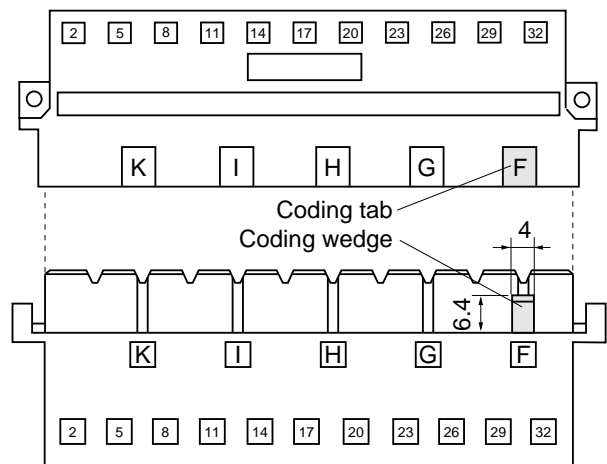 2 5 8 11 14 17 20 23 26 29 32
K I H G F
Coding tab
4
Coding wedge
6.4
K I H G F
2 5 8 11 14 17 20 23 26 29 32